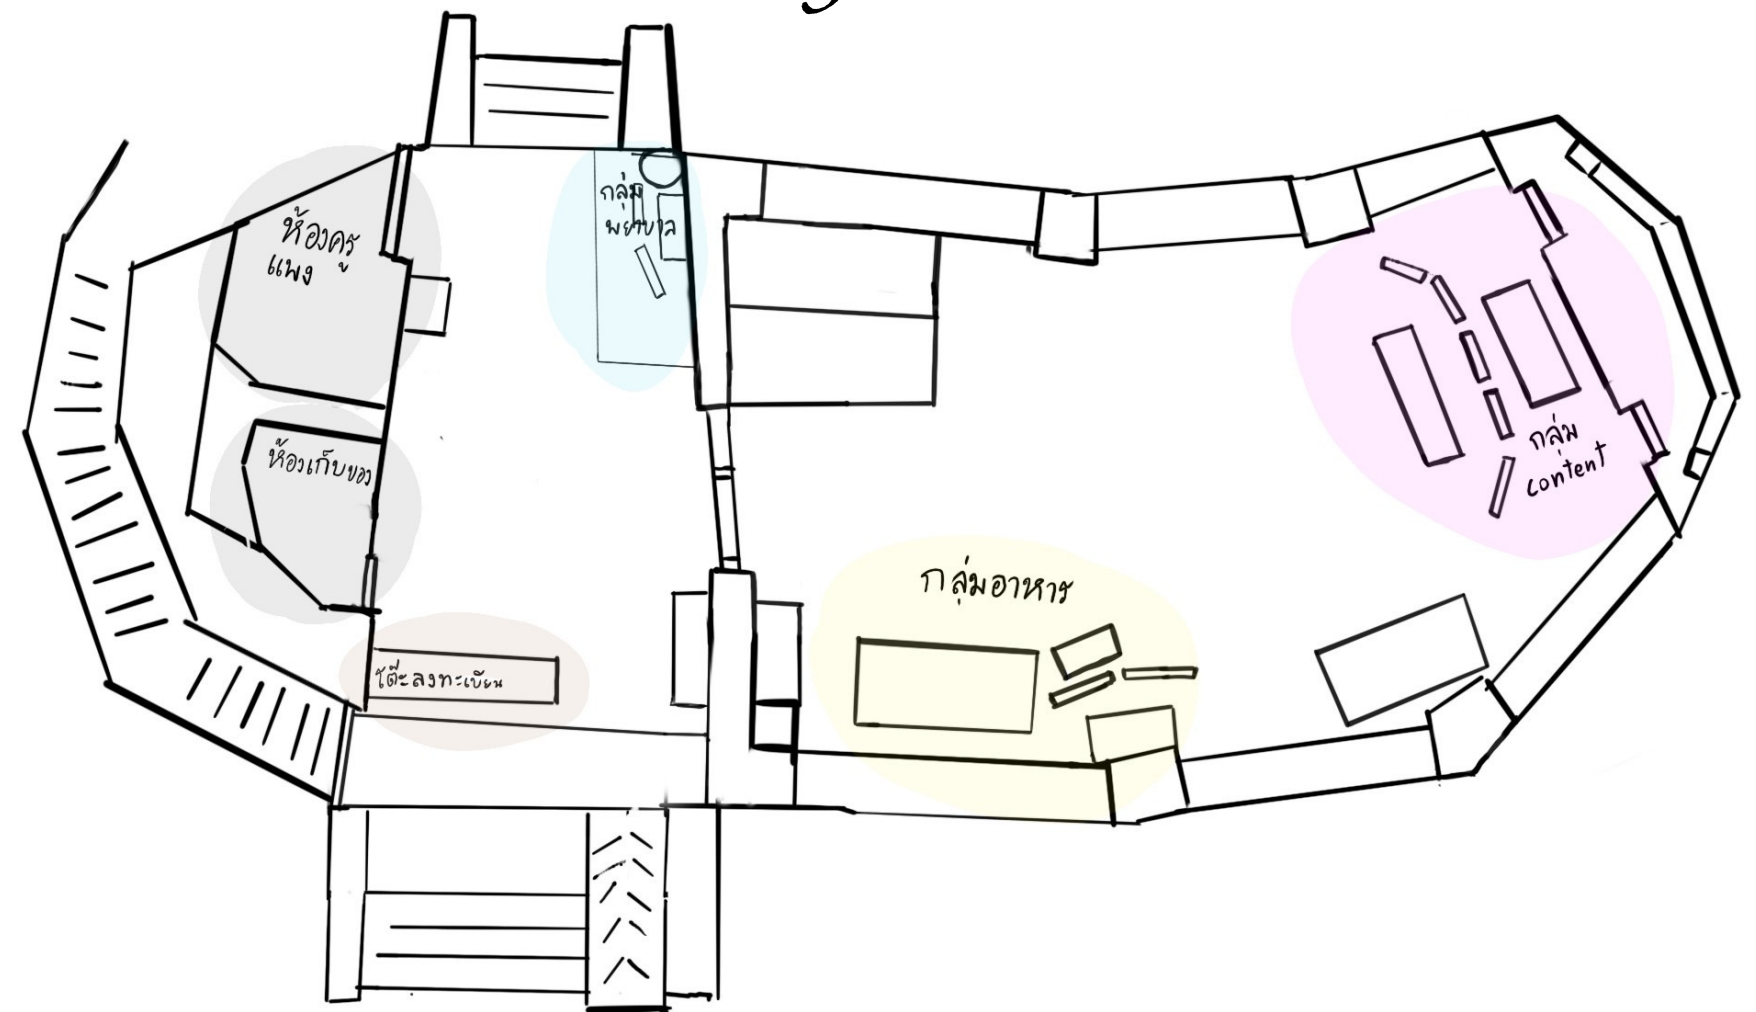 ห้องครู
แพง
กลุ่ม
พยาบาล
ห้องเก็บของ
โต๊ะลงทะเบียน
กลุ่มอาหาร
กลุ่ม
content